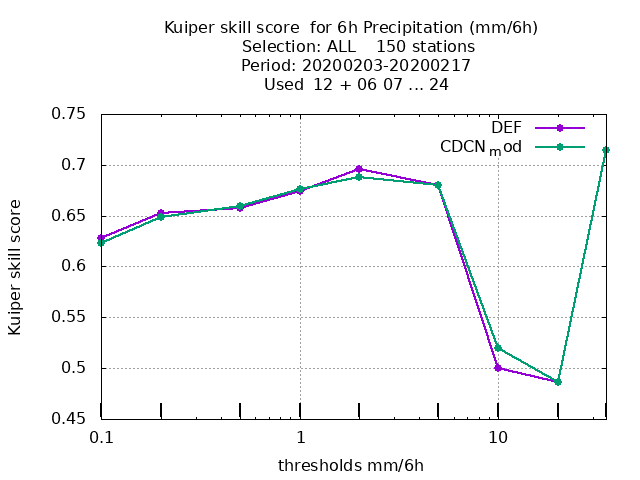 Kuiper skill score  for 6h Precipitation (mm/6h)
Selection: ALL    150 stations
Period: 20200203-20200217
Used  12 + 06 07 ... 24
DEF
CDCNmod
0.75
0.7
0.65
0.6
0.55
0.5
0.45
Kuiper skill score
0.1
1
10
thresholds mm/6h